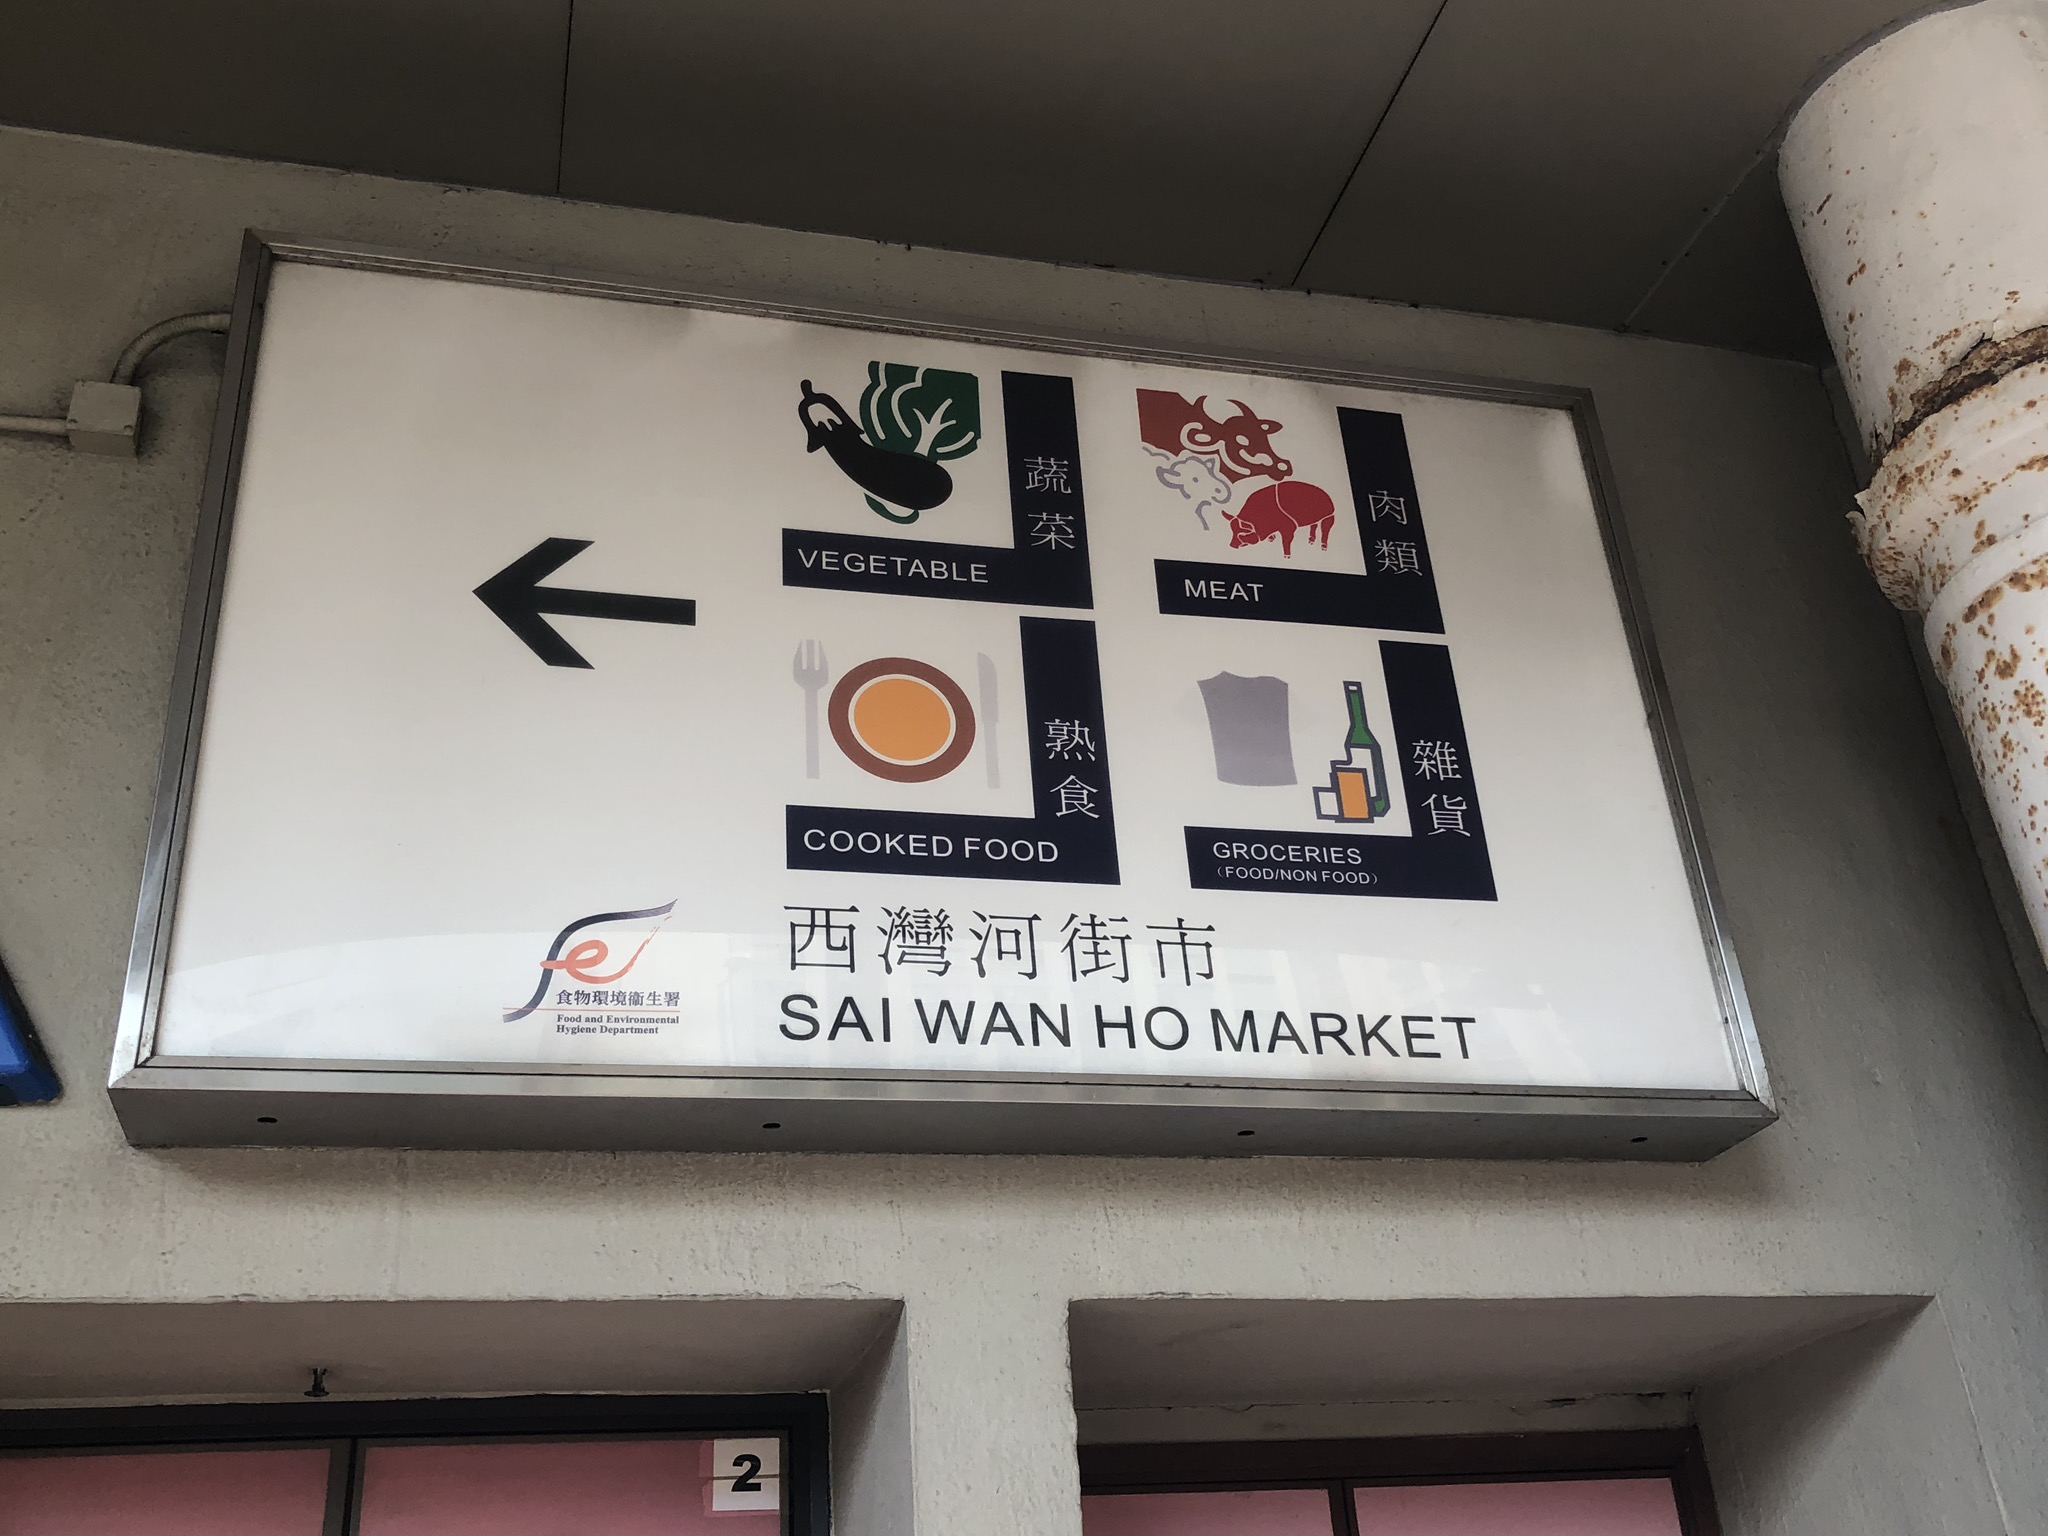 蔬菜
VEGETABLE
肉類
MEAT
熟食
COOKED FOOD
雜貨
GROCERIES
（FOOD/NON FOOD）
西灣河街市
SAI WAN HO MARKET
食物環境衞生署
Food and Environmental
Hygiene Department
2